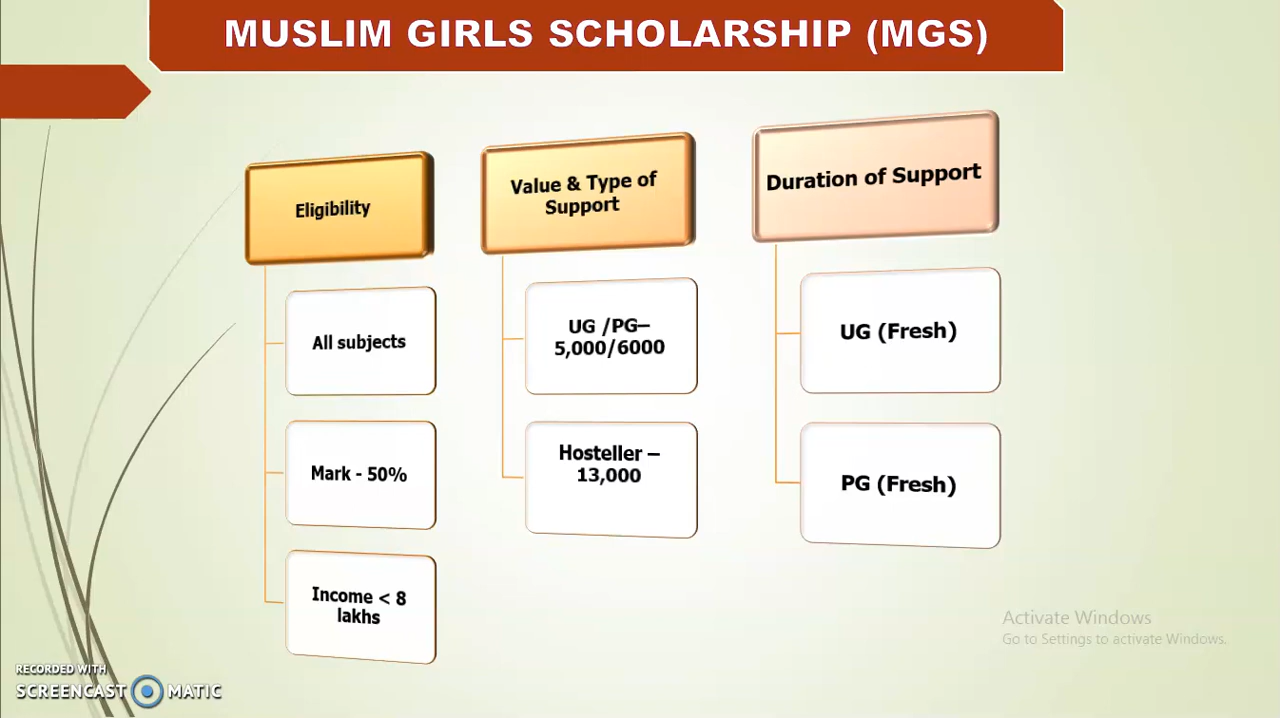 MUSLIM GIRLS SCHOLARSHIP (MGS)
Eligibility
All subjects
Mark - 50%
Income < 8
lakhs
Value & Type of
Support
UG /PG–
5,000/6000
Hosteller –
13,000
Duration of Support
UG (Fresh)
PG (Fresh)
Activate Windows
Go to Settings to activate Windows.
RECORDED WITH
SCREENCAST MATIC